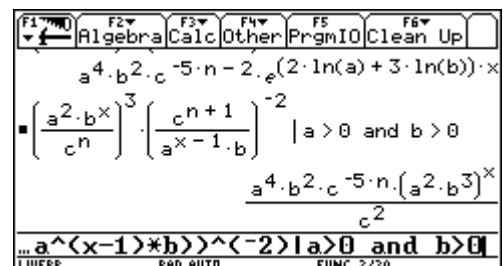 F1 F2 F3 F4 F5 F6
Algebra Calc Other PrgmIO Clean Up
a^4·b^2·c^-5·n-2·e^(2·ln(a)+3·ln(b))·x
(a^2·b^x/c^n)^3·(c^n+1/a^x-1·b)^-2 |a>0 and b>0
a^4·b^2·c^-5·n·(a^2·b^3)^x
c^2
…a^(x-1)*b))^(-2)|a>0 and b>0
RAD AUTO FUNC 2/30